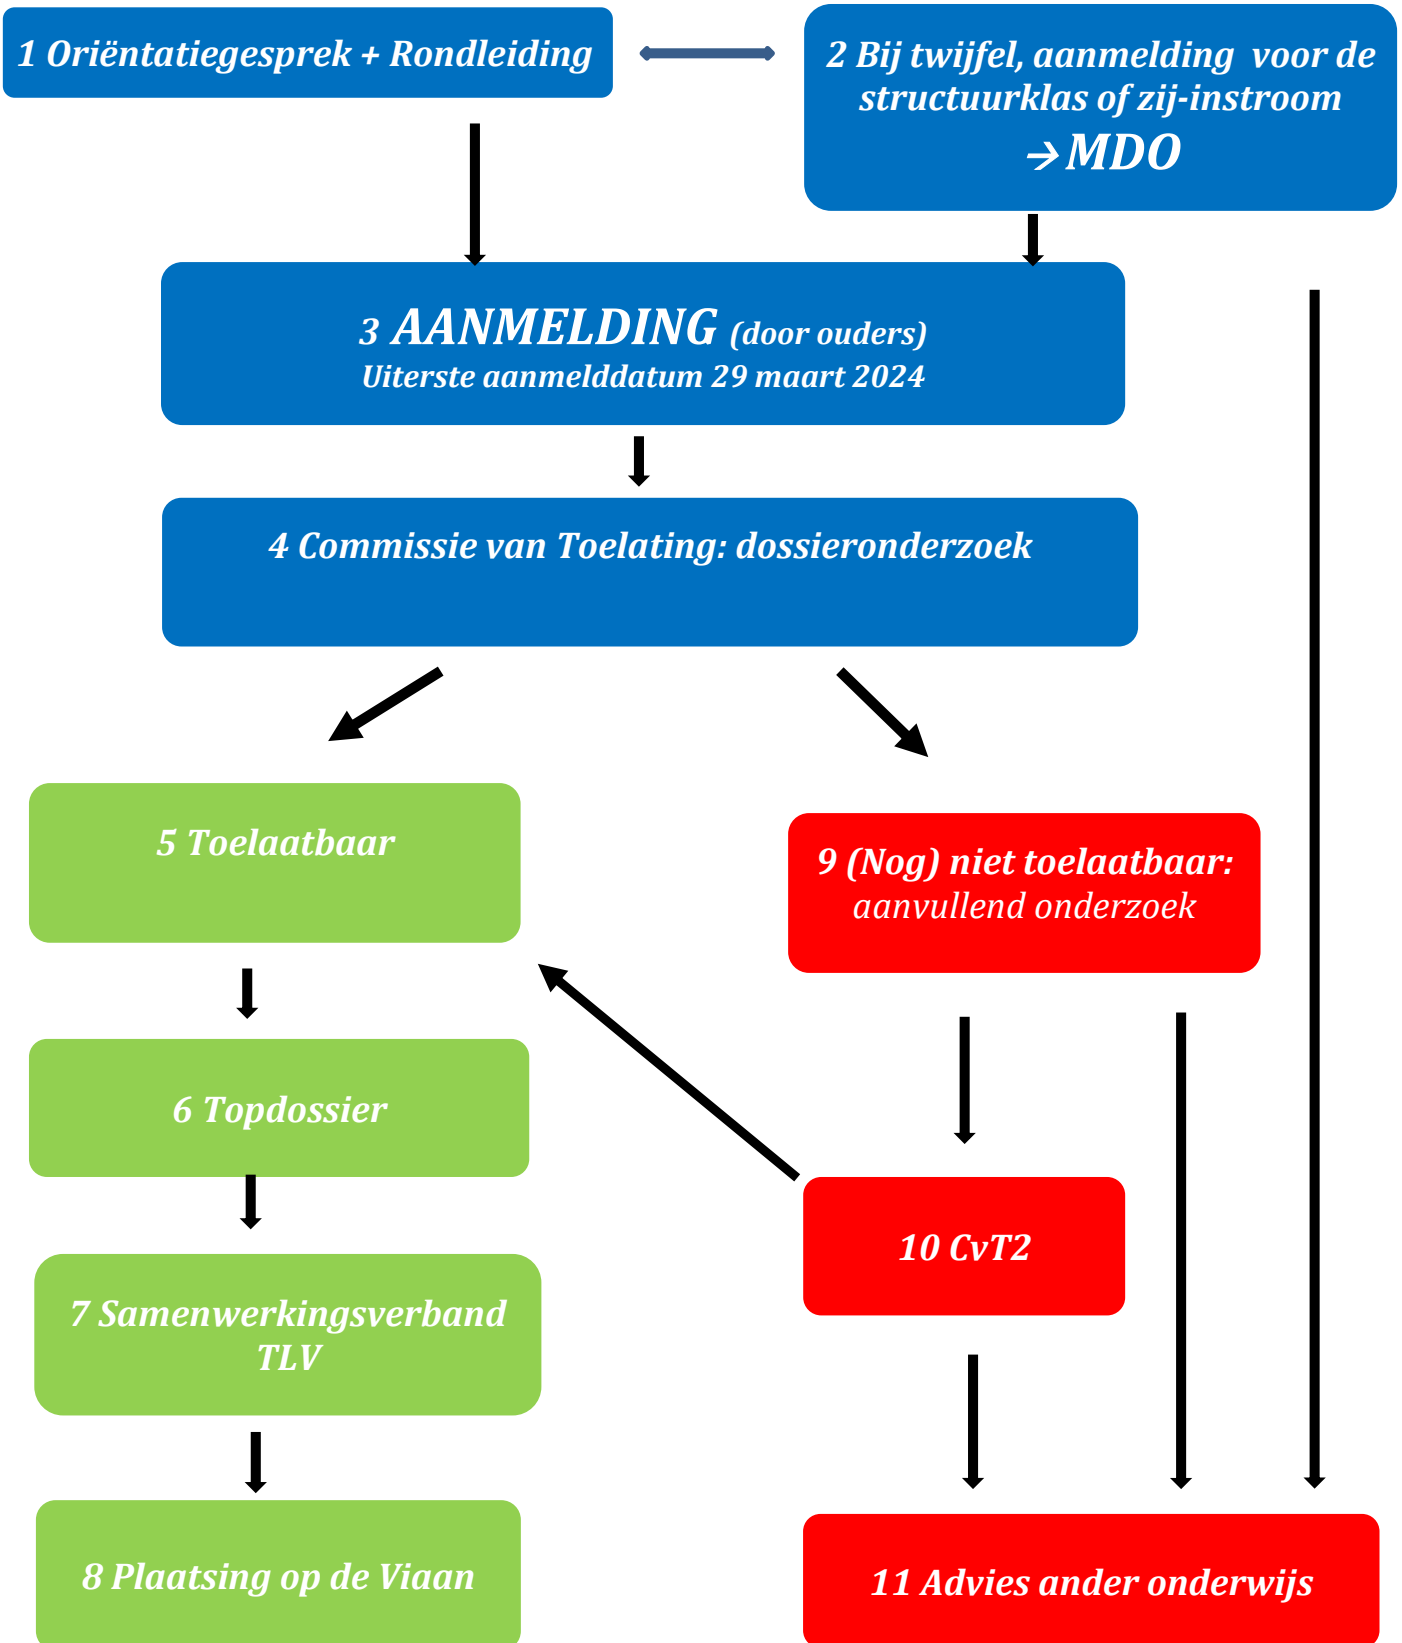 1 Oriëntatiegesprek + Rondleiding
2 Bij twijfel, aanmelding voor de
structuurklas of zij-instroom
→ MDO
3 AANMELDING (door ouders)
Uiterste aanmelddatum 29 maart 2024
4 Commissie van Toelating: dossieronderzoek
5 Toelaatbaar
9 (Nog) niet toelaatbaar:
aanvullend onderzoek
6 Topdossier
10 CvT2
7 Samenwerkingsverband
TLV
8 Plaatsing op de Viaan
11 Advies ander onderwijs